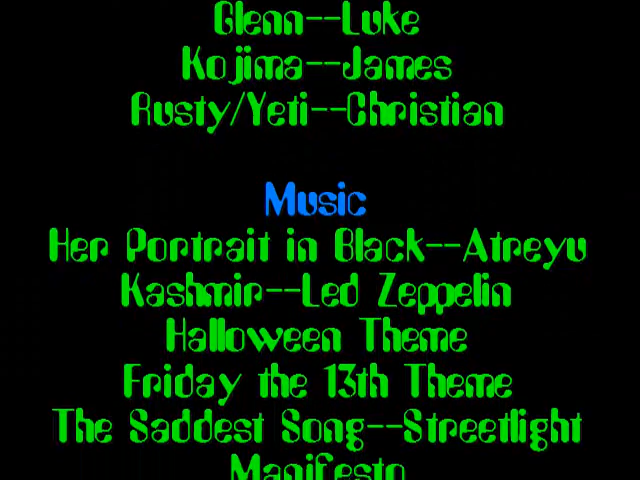 Glenn--Luke
Kojima--James
Rusty/Yeti--Christian
Music
Her Portrait in Black--Atreyu
Kashmir--Led Zeppelin
Halloween Theme
Friday the 13th Theme
The Saddest Song--Streetlight
Manifesto